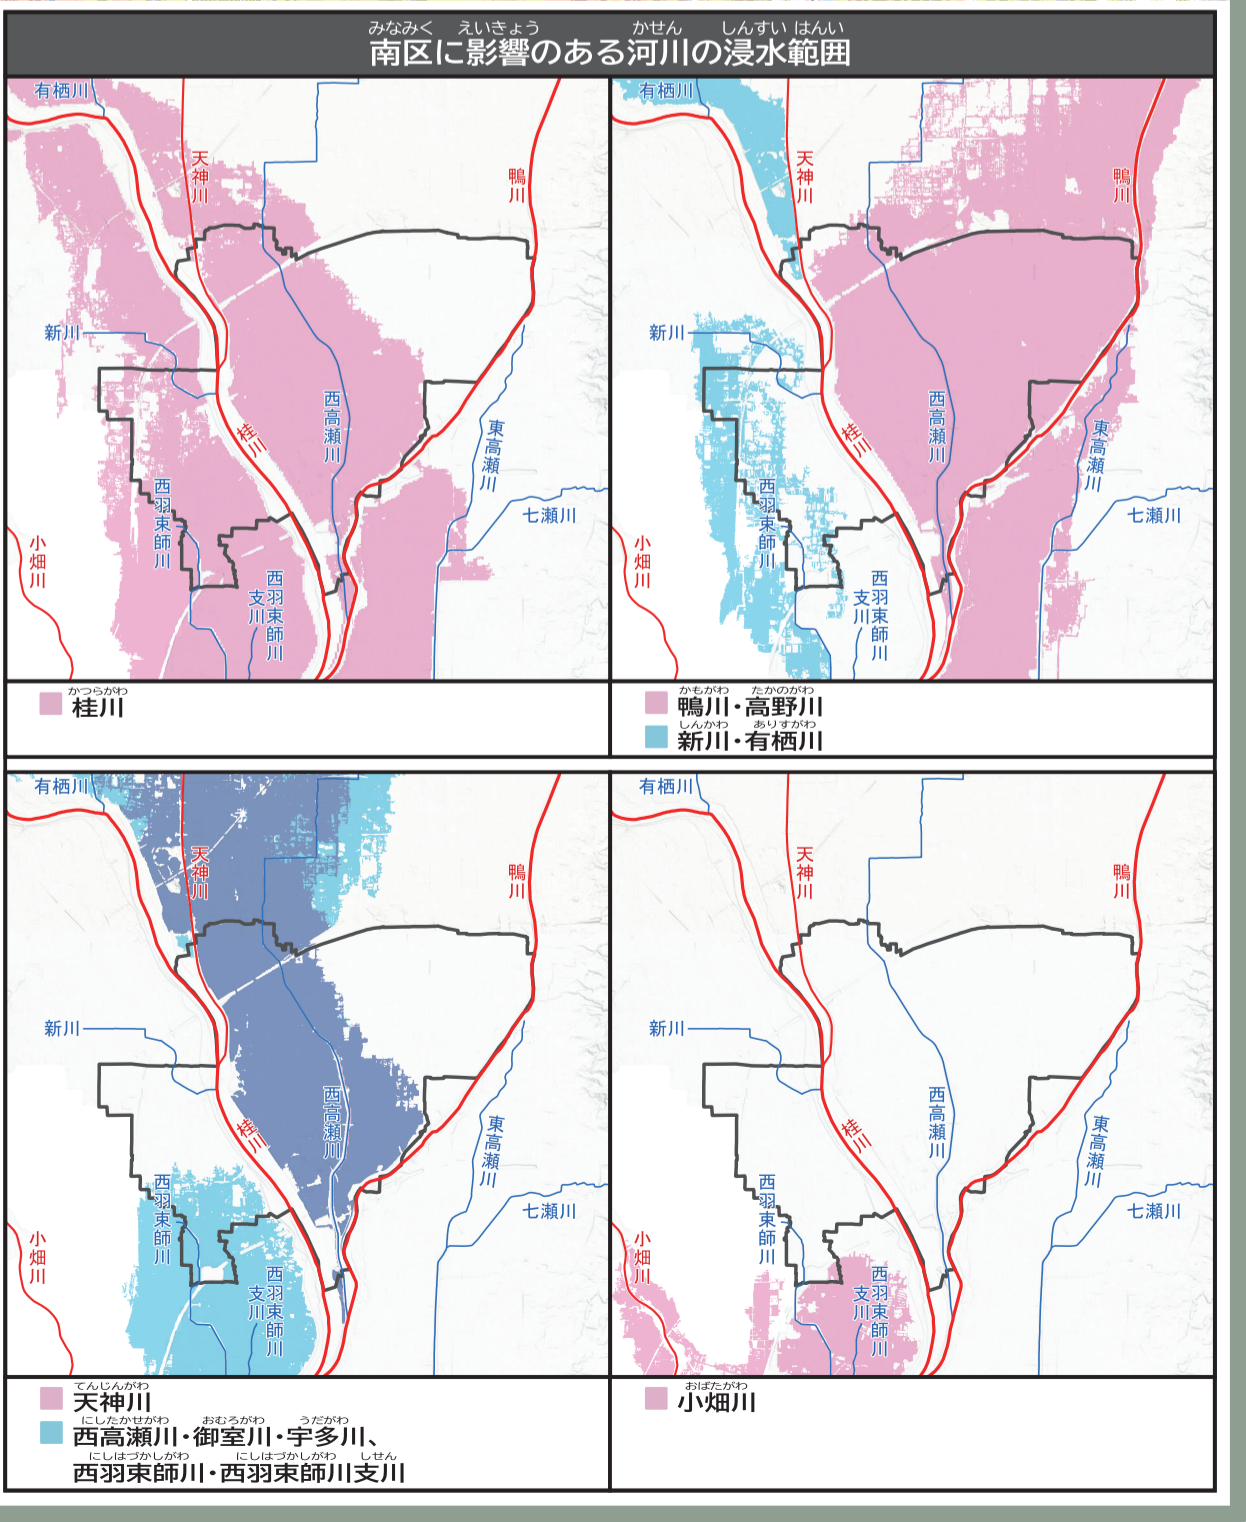 みなみく えいきょう かせん しんすい はんい
南区に影響のある河川の浸水範囲
有栖川
天神川
鴨川
新川
西高瀬川
桂川
東高瀬川
西羽束師川
七瀬川
小畑川
西羽束師川
支川
かつらがわ
桂川
有栖川
天神川
鴨川
新川
西高瀬川
桂川
東高瀬川
西羽束師川
七瀬川
小畑川
西羽束師川
支川
かもがわ たかのがわ
鴨川・高野川
しんかわ ありすがわ
新川・有栖川
有栖川
天神川
鴨川
新川
西高瀬川
桂川
東高瀬川
西羽束師川
七瀬川
小畑川
西羽束師川
支川
てんじんがわ
天神川
にしたかせがわ おむろがわ うだがわ
西高瀬川・御室川・宇多川、
にしはづかしがわ にしはづかしがわ しせん
西羽束師川・西羽束師川支川
有栖川
天神川
鴨川
新川
西高瀬川
桂川
東高瀬川
西羽束師川
七瀬川
小畑川
西羽束師川
支川
おばたがわ
小畑川